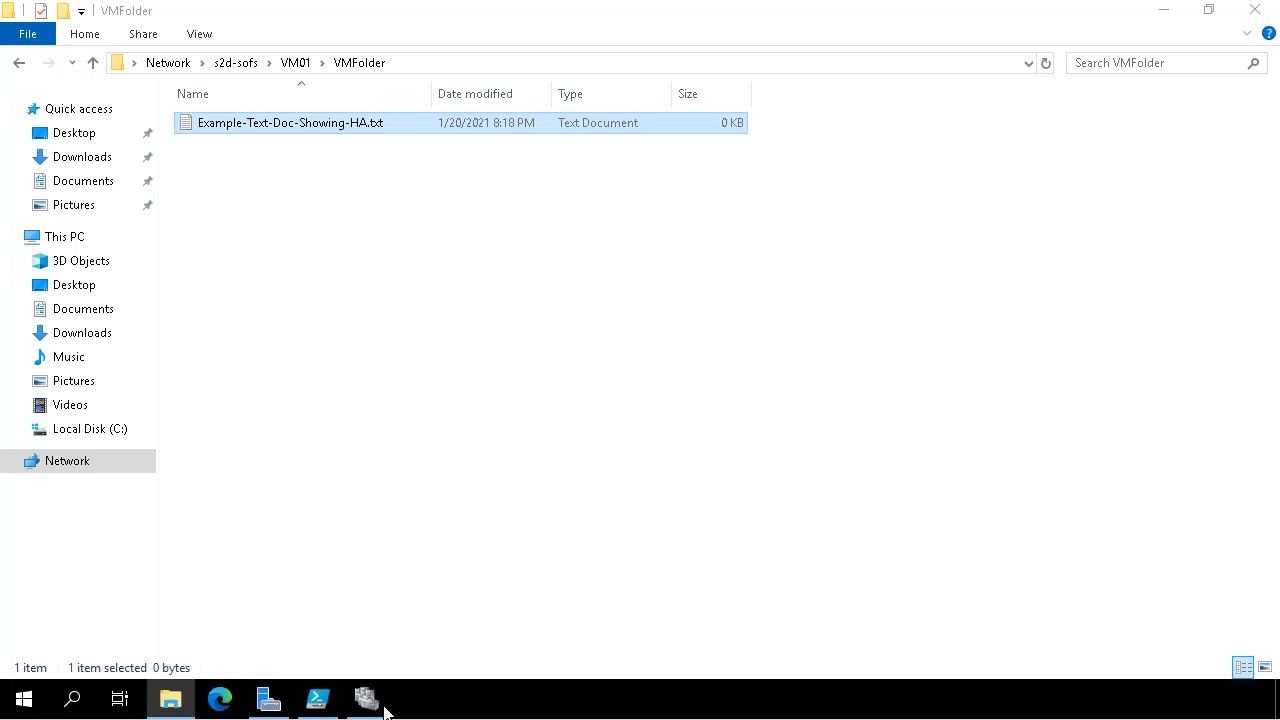 VMFolder
File Home Share View
Network s2d-sofs VM01 VMFolder
Search VMFolder
Name Date modified Type Size
Example-Text-Doc-Showing-HA.txt 1/20/2021 8:18 PM Text Document 0 KB
Quick access
Desktop
Downloads
Documents
Pictures
This PC
3D Objects
Desktop
Documents
Downloads
Music
Pictures
Videos
Local Disk (C:)
Network
1 item 1 item selected 0 bytes